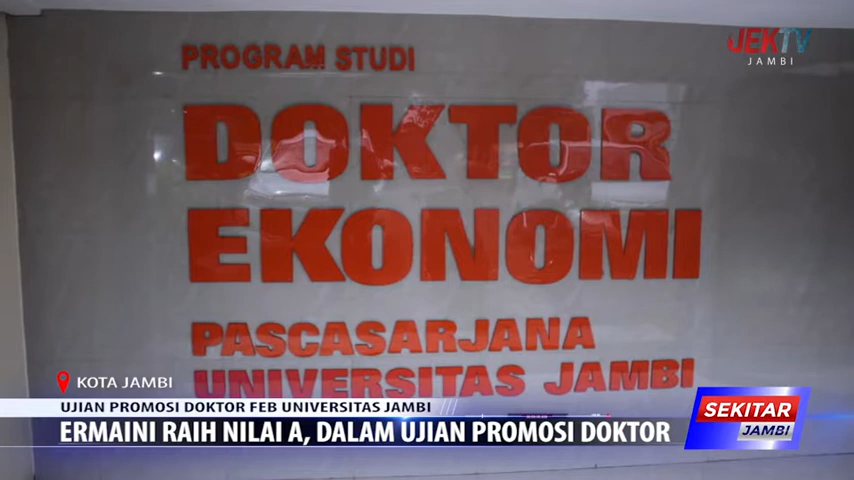 JEKTV
JAMBI
PROGRAM STUDI
DOKTOR
EKONOMI
PASCASARJANA
UNIVERSITAS JAMBI
KOTA JAMBI
UJIAN PROMOSI DOKTOR FEB UNIVERSITAS JAMBI
ERMAINI RAIH NILAI A, DALAM UJIAN PROMOSI DOKTOR
SEKITAR
JAMBI